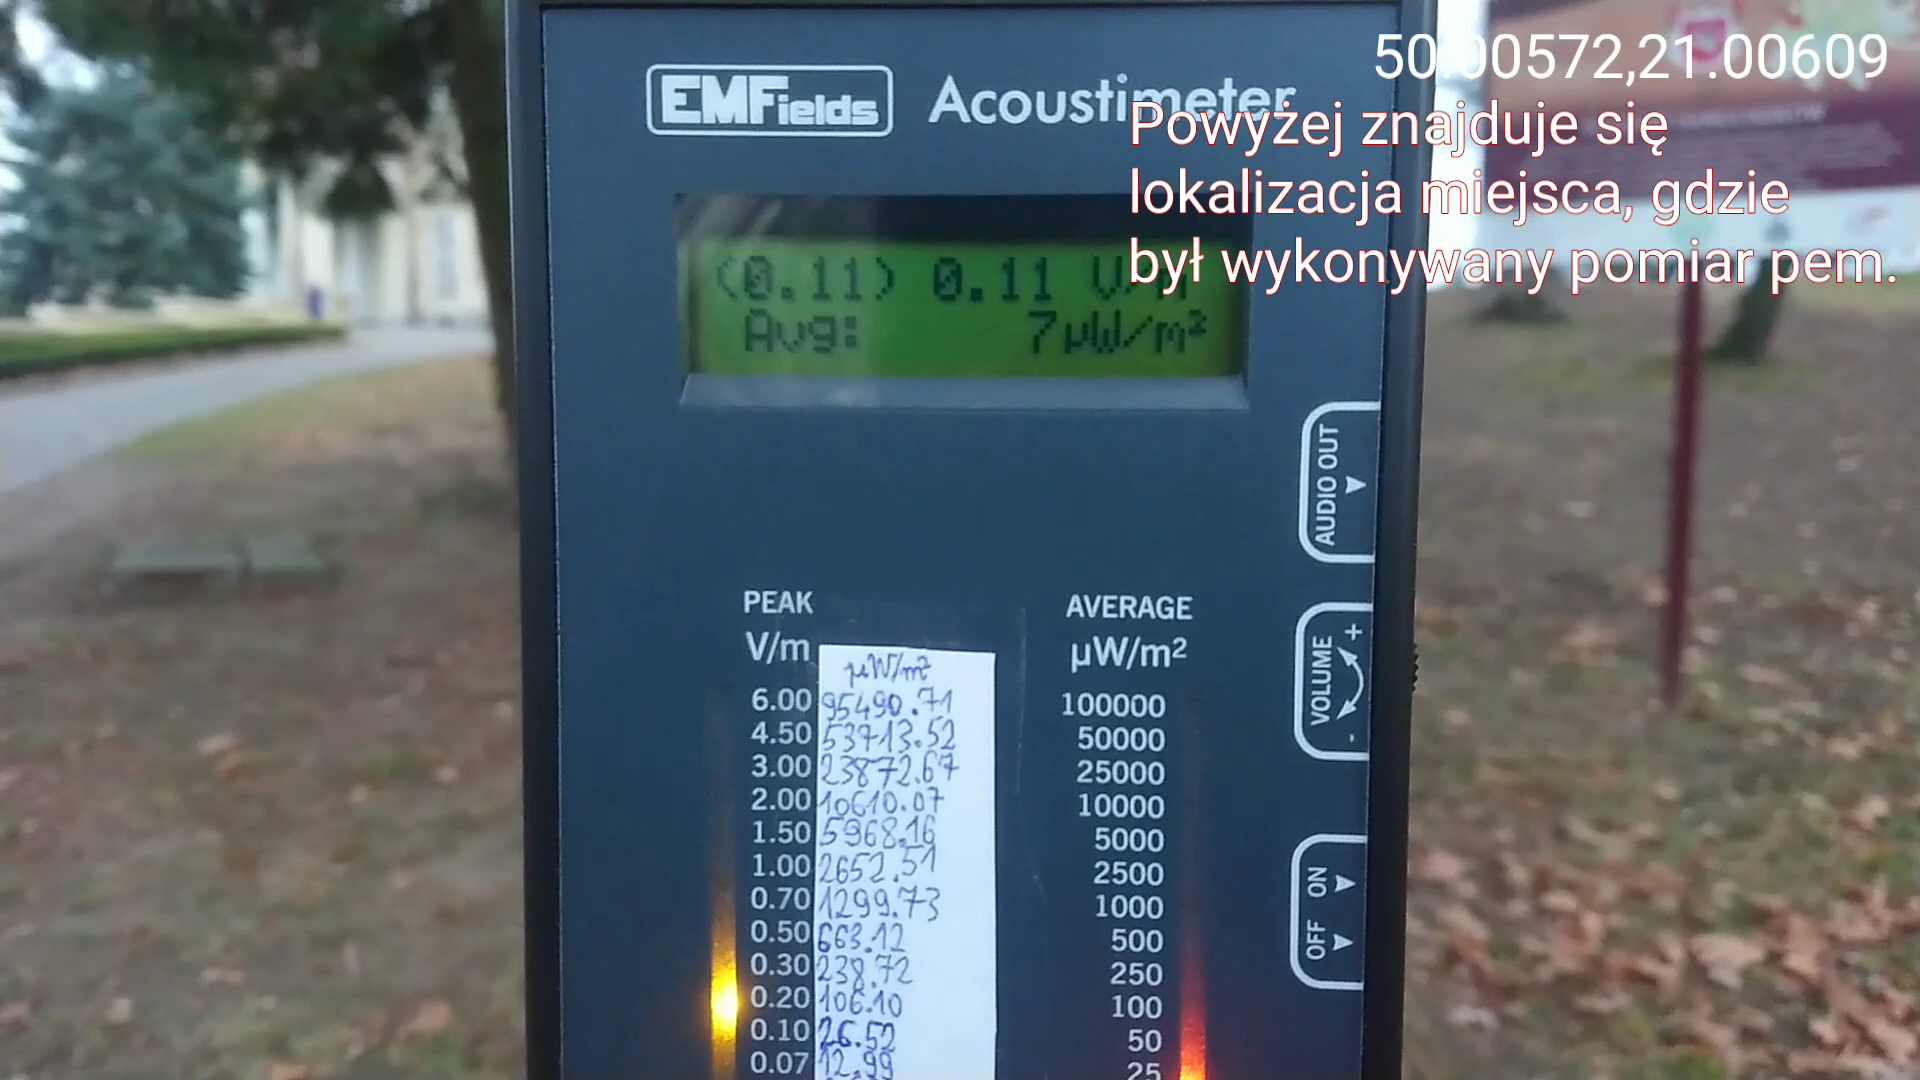 50.00572,21.00609
EMFields Acoustimeter
Powyżej znajduje się
lokalizacja miejsca, gdzie
był wykonywany pomiar pem.
(0.11) 0.11 V/m
Avg: 7µW/m²
AUDIO OUT
PEAK
V/m
µW/m²
AVERAGE
µW/m²
6.00 95490.71 100000
4.50 53713.52 50000
3.00 23872.67 25000
2.00 10610.07 10000
1.50 5968.16 5000
1.00 2652.51 2500
0.70 1299.73 1000
0.50 663.12 500
0.30 238.72 250
0.20 106.10 100
0.10 26.52 50
0.07 12.99 25
- VOLUME +
OFF ON